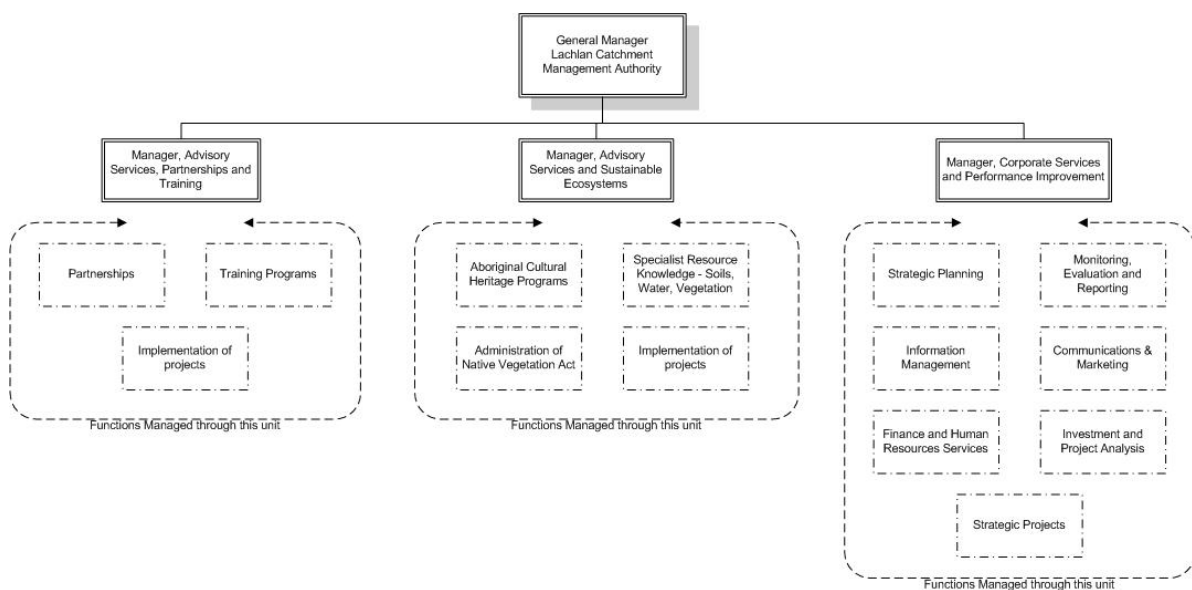 General Manager
Lachlan Catchment
Management Authority
Manager, Advisory
Services, Partnerships and
Training
Manager, Advisory
Services and Sustainable
Ecosystems
Manager, Corporate Services
and Performance Improvement
Partnerships
Training Programs
Implementation of
projects
Functions Managed through this unit
Aboriginal Cultural
Heritage Programs
Specialist Resource
Knowledge - Soils,
Water, Vegetation
Administration of
Native Vegetation Act
Implementation of
projects
Functions Managed through this unit
Strategic Planning
Monitoring,
Evaluation and
Reporting
Information
Management
Communications &
Marketing
Finance and Human
Resources Services
Investment and
Project Analysis
Strategic Projects
Functions Managed through this unit